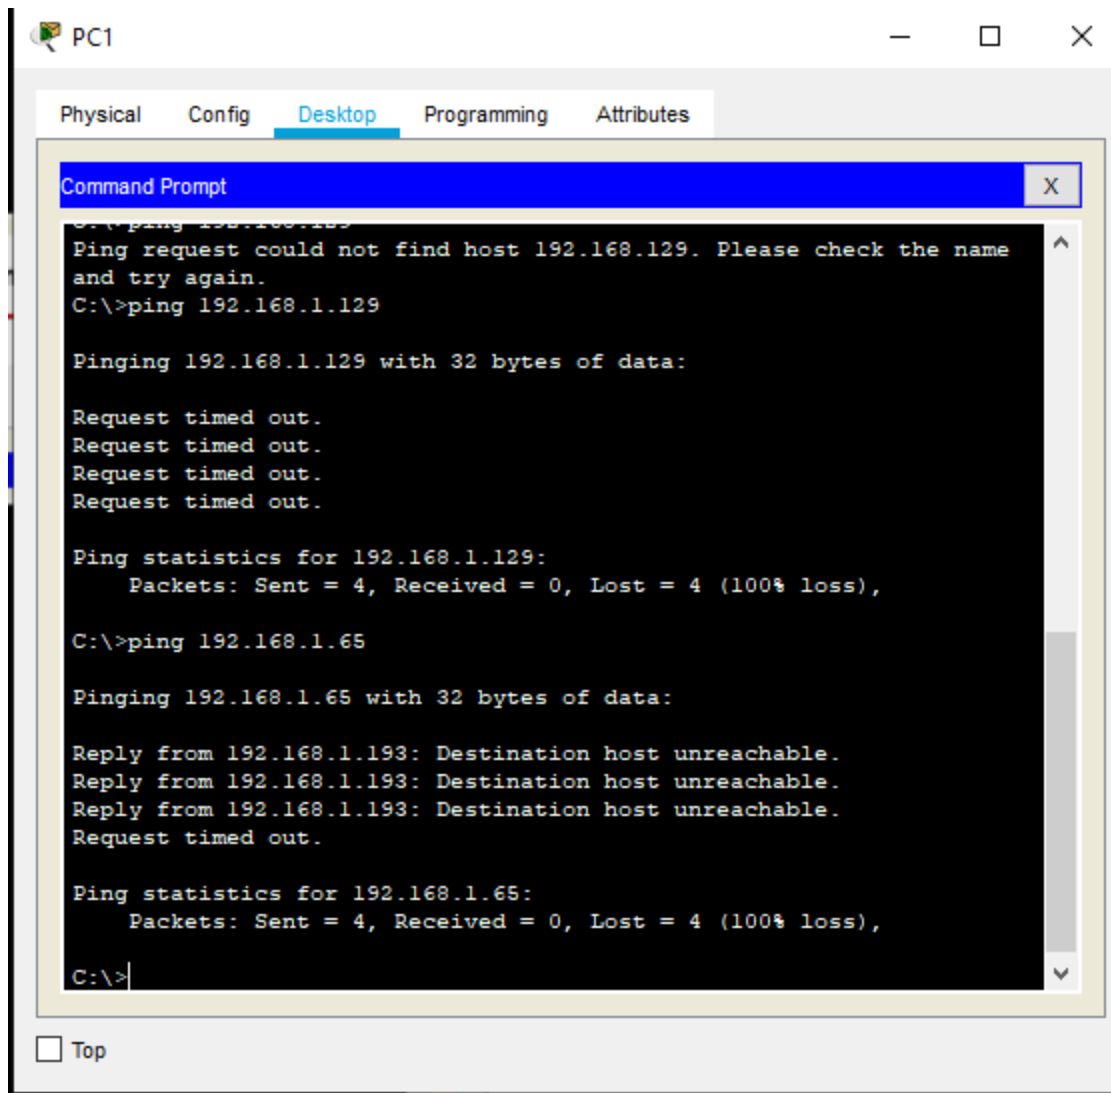 PC1
Physical Config Desktop Programming Attributes
Command Prompt
X
C:\>ping 192.168.129
Ping request could not find host 192.168.129. Please check the name
and try again.
C:\>ping 192.168.1.129
Pinging 192.168.1.129 with 32 bytes of data:
Request timed out.
Request timed out.
Request timed out.
Request timed out.
Ping statistics for 192.168.1.129:
Packets: Sent = 4, Received = 0, Lost = 4 (100% loss),
C:\>ping 192.168.1.65
Pinging 192.168.1.65 with 32 bytes of data:
Reply from 192.168.1.193: Destination host unreachable.
Reply from 192.168.1.193: Destination host unreachable.
Reply from 192.168.1.193: Destination host unreachable.
Request timed out.
Ping statistics for 192.168.1.65:
Packets: Sent = 4, Received = 0, Lost = 4 (100% loss),
C:\>
Top